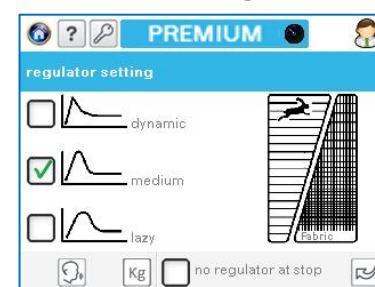 ? PREMIUM
regulator setting
dynamic
medium
lazy
Fabric
Kg no regulator at stop